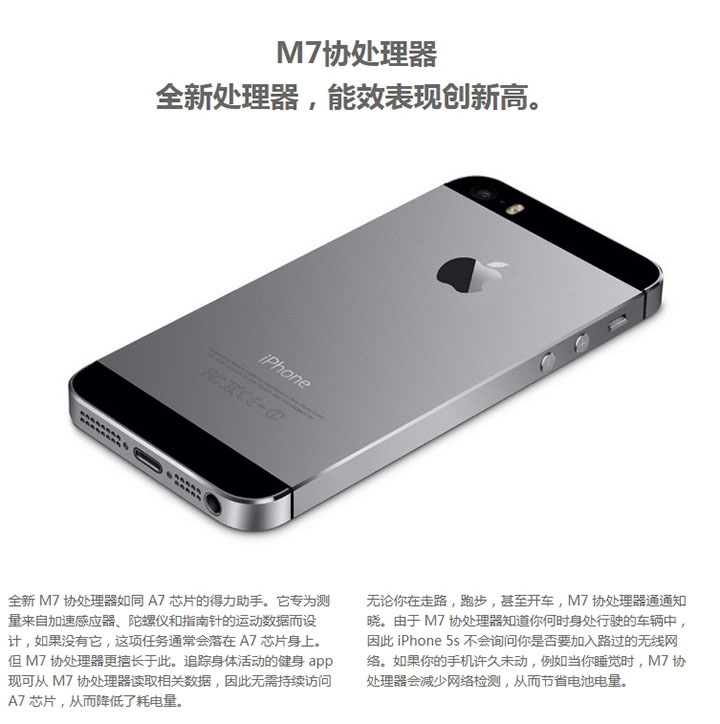 M7协处理器
全新处理器，能效表现创新高。
iPhone
全新 M7 协处理器如同 A7 芯片的得力助手。它专为测
量来自加速感应器、陀螺仪和指南针的运动数据而设
计，如果没有它，这项任务通常会落在 A7 芯片身上。
但 M7 协处理器更擅长于此。追踪身体活动的健身 app
现可从 M7 协处理器读取相关数据，因此无需持续访问
A7 芯片，从而降低了耗电量。
无论你在走路，跑步，甚至开车，M7 协处理器通通知
晓。由于 M7 协处理器知道你何时身处行驶的车辆中，
因此 iPhone 5s 不会询问你是否要加入路过的无线网
络。如果你的手机许久未动，例如当你睡觉时，M7 协
处理器会减少网络检测，从而节省电池电量。